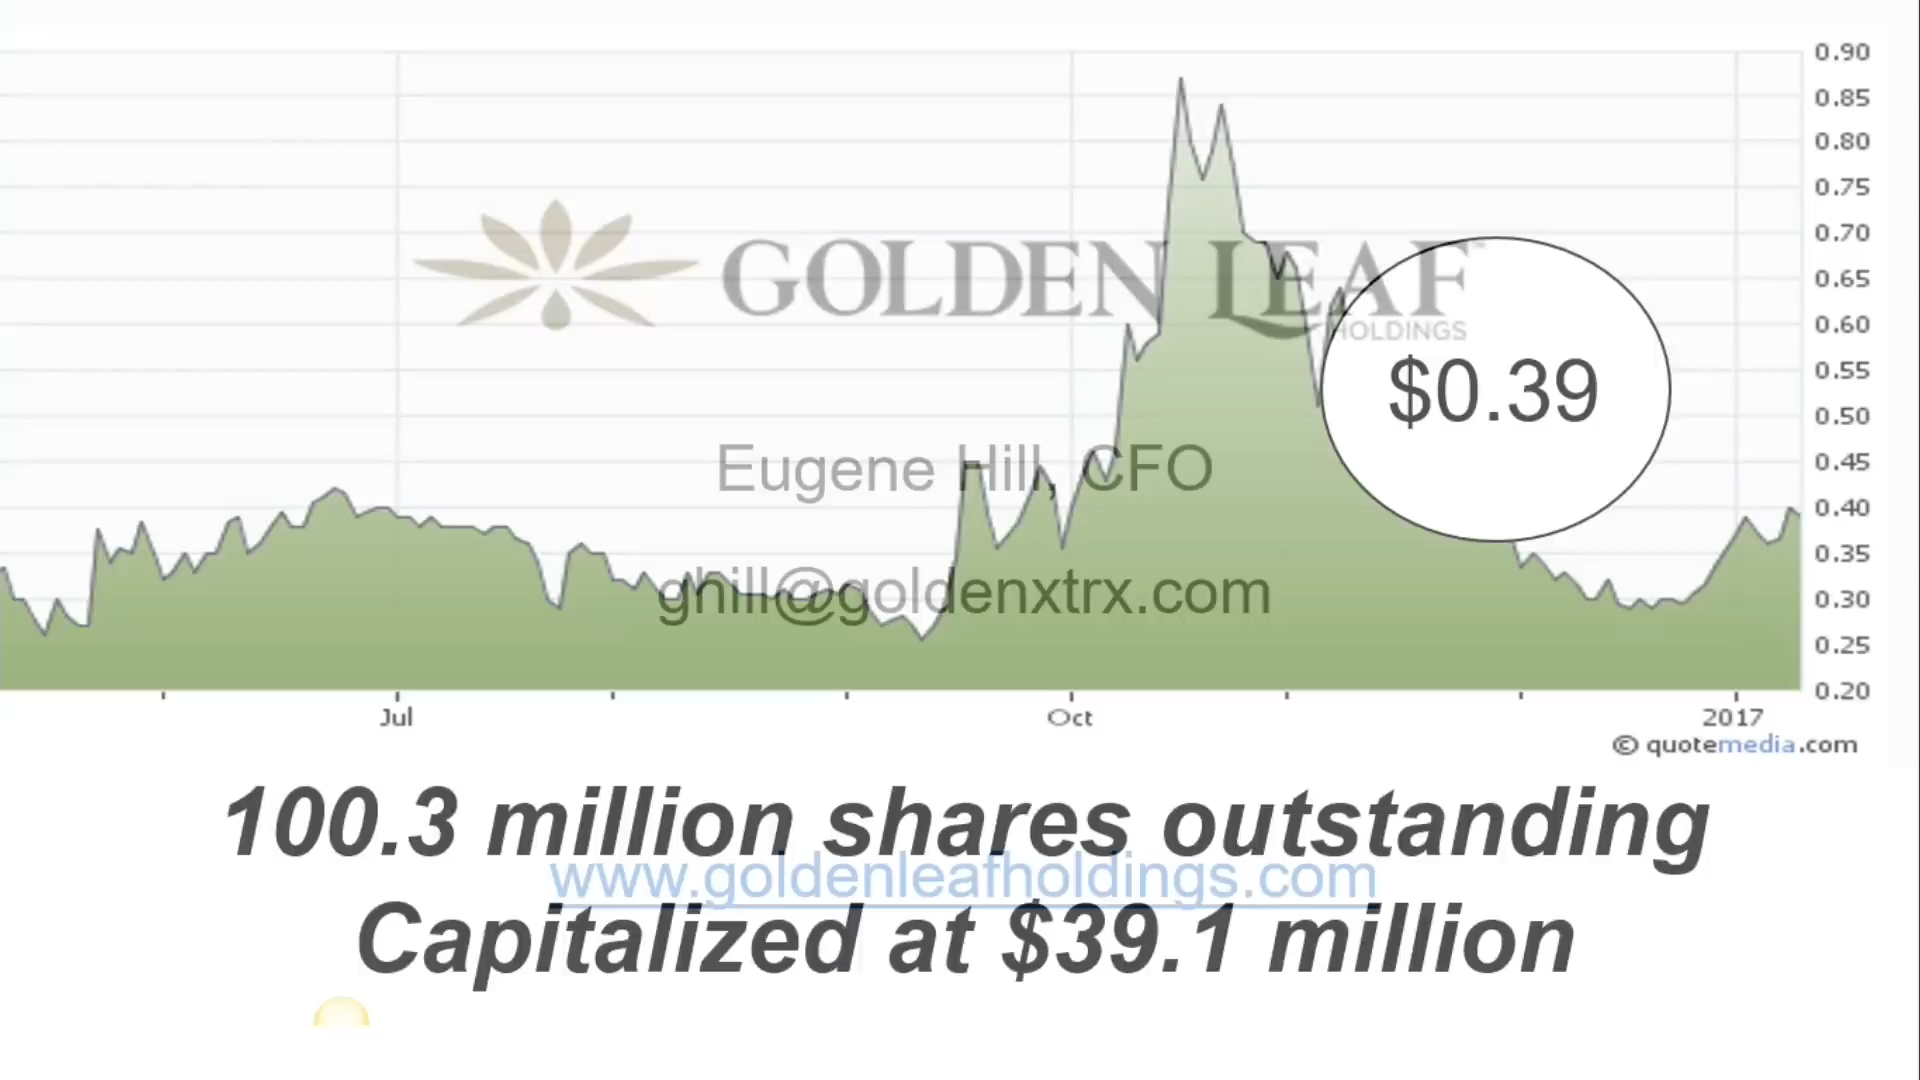 0.90
0.85
0.80
0.75
0.70
0.65
0.60
0.55
0.50
0.45
0.40
0.35
0.30
0.25
0.20
GOLDEN LEAF™
HOLDINGS
$0.39
Eugene Hill, CFO
ghill@goldenxtrx.com
Jul Oct 2017
© quotemedia.com
100.3 million shares outstanding
www.goldenleafholdings.com
Capitalized at $39.1 million